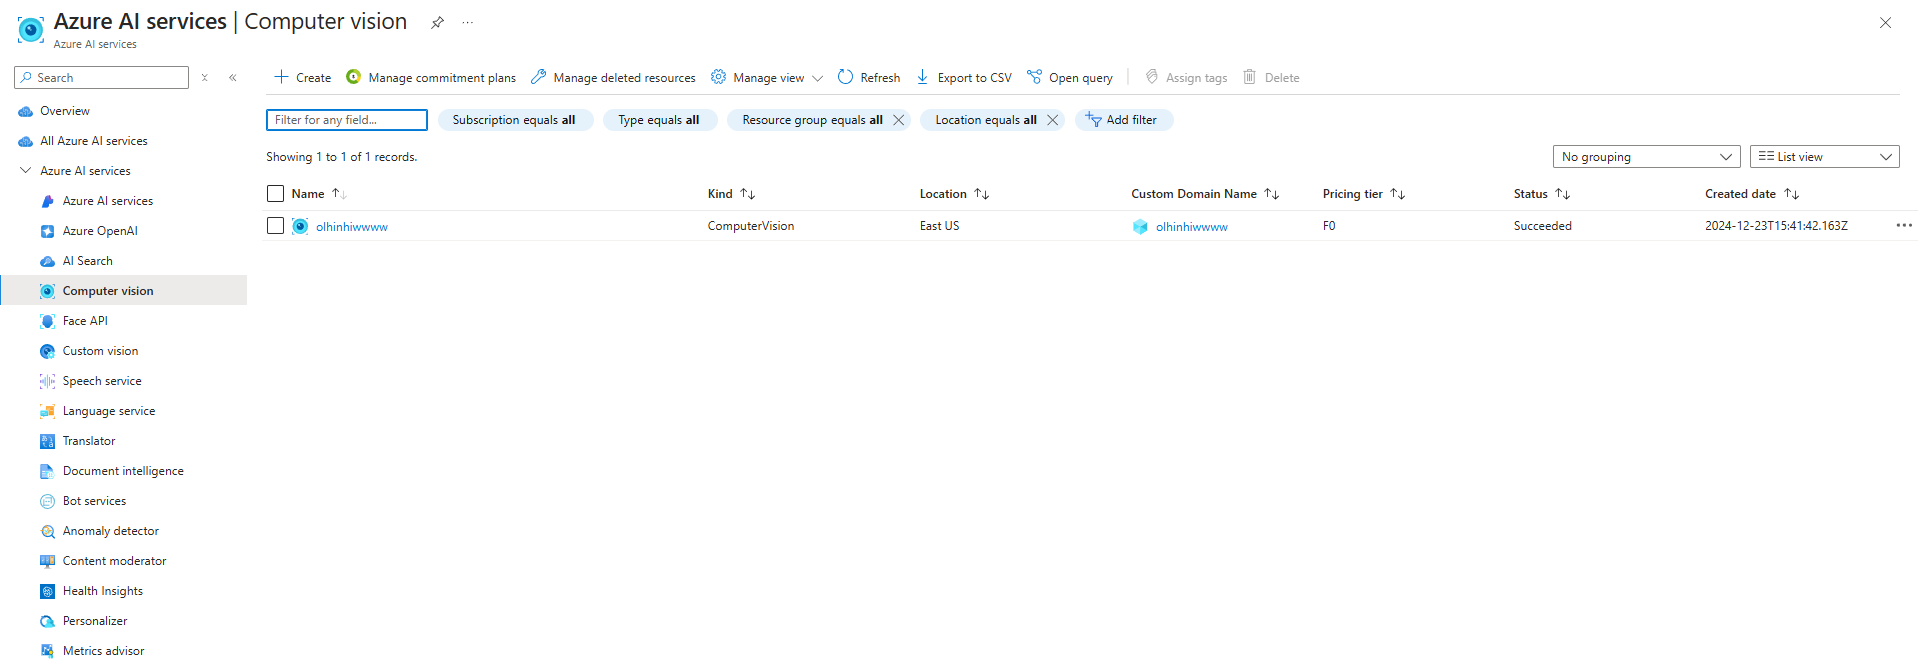 Azure AI services | Computer vision
Azure AI services
Search
Overview
All Azure AI services
Azure AI services
Azure AI services
Azure OpenAI
AI Search
Computer vision
Face API
Custom vision
Speech service
Language service
Translator
Document intelligence
Bot services
Anomaly detector
Content moderator
Health Insights
Personalizer
Metrics advisor
Create Manage commitment plans Manage deleted resources Manage view Refresh Export to CSV Open query Assign tags Delete
Filter for any field... Subscription equals all Type equals all Resource group equals all Location equals all Add filter
Showing 1 to 1 of 1 records. No grouping List view
Name Kind Location Custom Domain Name Pricing tier Status Created date
olhinhiwwww ComputerVision East US olhinhiwwww F0 Succeeded 2024-12-23T15:41:42.163Z